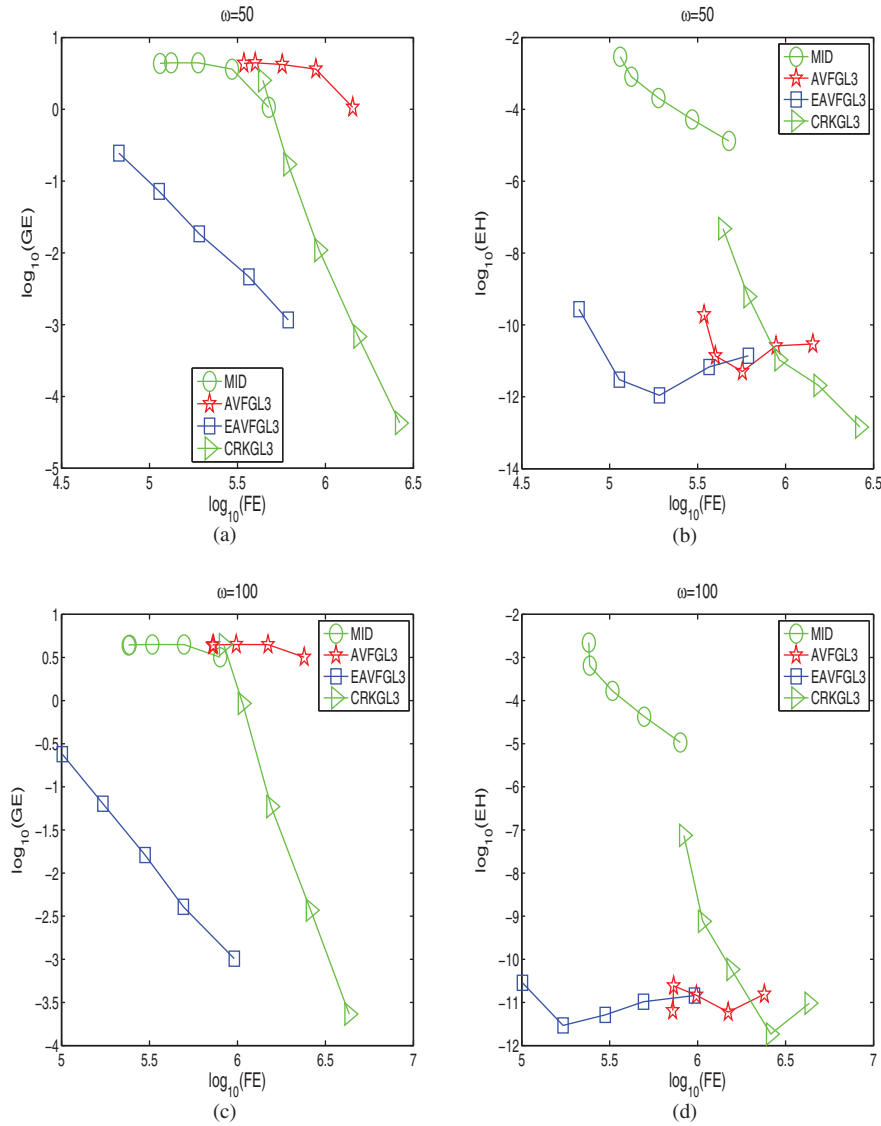 ω=50
1
0
−1
−2
−3
−4
−5
4.5
5
5.5
6
6.5
log10(FE)
log10(GE)
MID
AVFGL3
EAVFGL3
CRKGL3
(a)
ω=50
−2
−4
−6
−8
−10
−12
−14
4.5
5
5.5
6
6.5
log10(FE)
log10(EH)
MID
AVFGL3
EAVFGL3
CRKGL3
(b)
ω=100
1
0.5
0
−0.5
−1
−1.5
−2
−2.5
−3
−3.5
−4
5
5.5
6
6.5
7
log10(FE)
log10(GE)
MID
AVFGL3
EAVFGL3
CRKGL3
(c)
ω=100
−2
−3
−4
−5
−6
−7
−8
−9
−10
−11
−12
5
5.5
6
6.5
7
log10(FE)
log10(EH)
MID
AVFGL3
EAVFGL3
CRKGL3
(d)